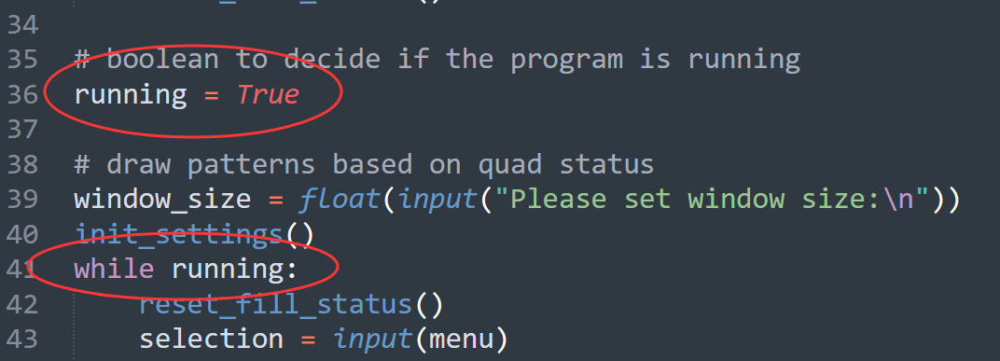 34
35 # boolean to decide if the program is running
36 running = True
37
38 # draw patterns based on quad status
39 window_size = float(input("Please set window size:\n"))
40 init_settings()
41 while running:
42     reset_fill_status()
43     selection = input(menu)